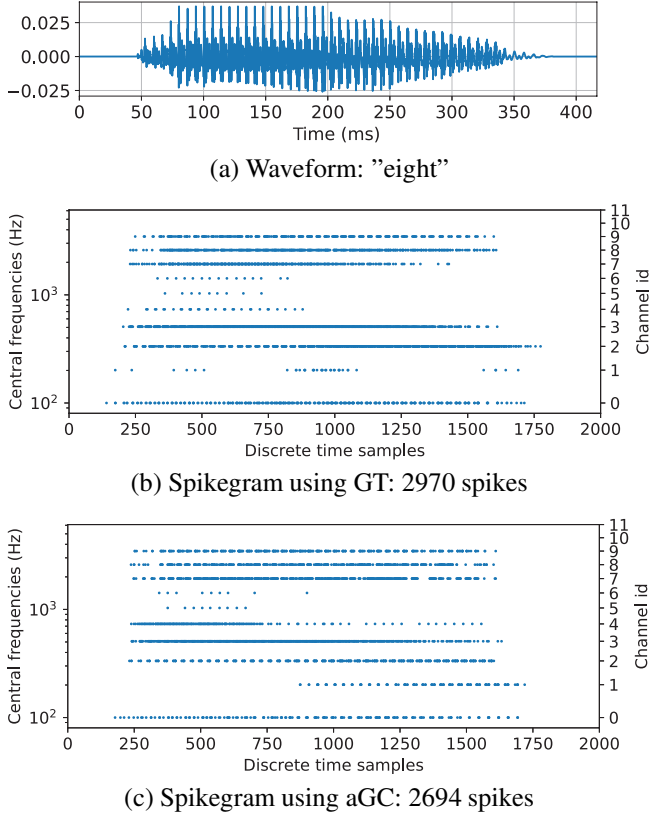 0.025
0.000
−0.025
0 50 100 150 200 250 300 350 400
Time (ms)
(a) Waveform: ”eight”
Central frequencies (Hz)
10³
10²
11
10
9
8
7
6
5
4
3
2
1
0
Channel id
0 250 500 750 1000 1250 1500 1750 2000
Discrete time samples
(b) Spikegram using GT: 2970 spikes
Central frequencies (Hz)
10³
10²
11
10
9
8
7
6
5
4
3
2
1
0
Channel id
0 250 500 750 1000 1250 1500 1750 2000
Discrete time samples
(c) Spikegram using aGC: 2694 spikes